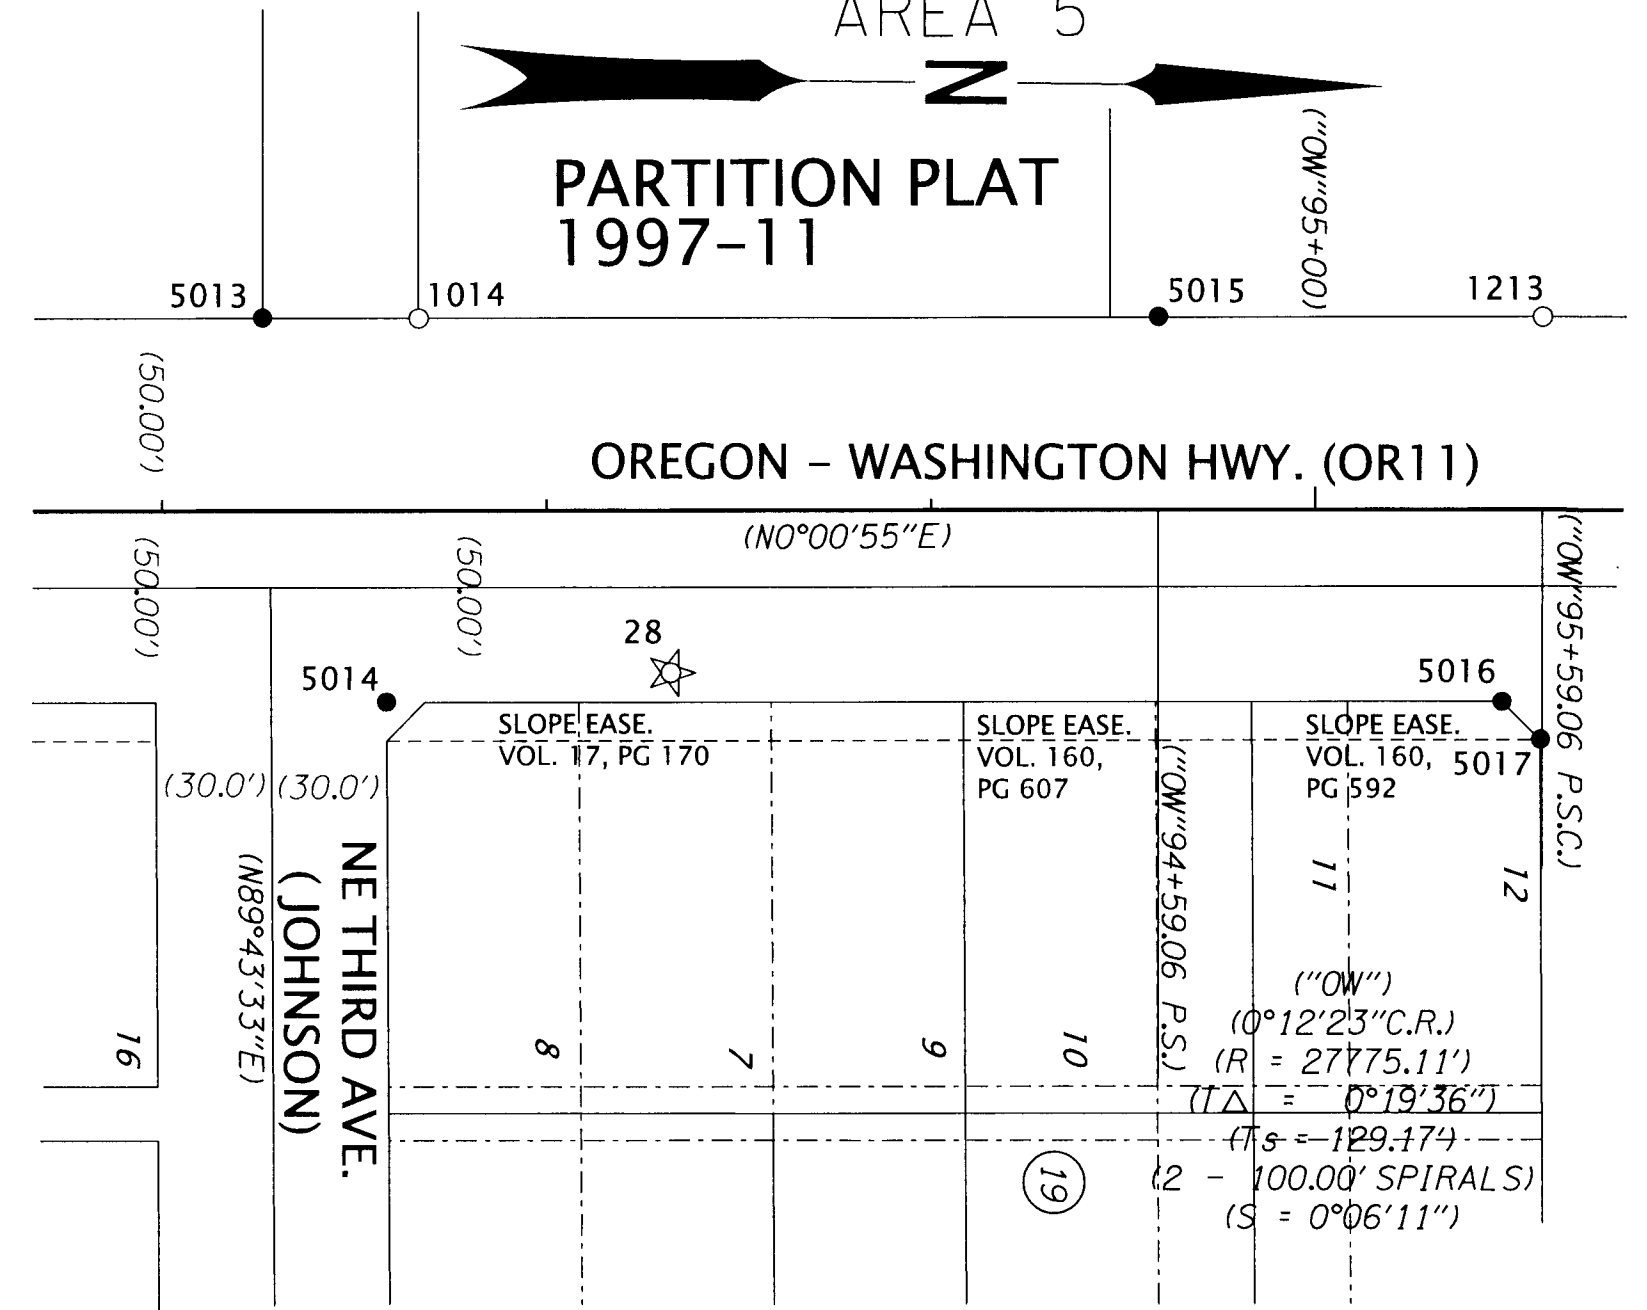 AREA 5
N
PARTITION PLAT
1997-11
("OW"95+00)
5013
1014
5015
1213
(50.00')
OREGON - WASHINGTON HWY. (OR11)
(N0°00'55"E)
(50.00')
(50.00')
("OW"95+59.06 P.S.C.)
28
5014
5016
SLOPE EASE.
VOL. 17, PG 170
SLOPE EASE.
VOL. 160,
PG 607
SLOPE EASE.
VOL. 160,
PG 592
5017
(30.0')
(30.0')
("OW"94+59.06 P.S.)
NE THIRD AVE.
(JOHNSON)
(N89°43'33"E)
16
8
7
9
10
11
12
("OW")
(0°12'23"C.R.)
(R = 27775.11')
(T△ = 0°19'36")
(Ts = 129.17')
(2 - 100.00' SPIRALS)
(S = 0°06'11")
19